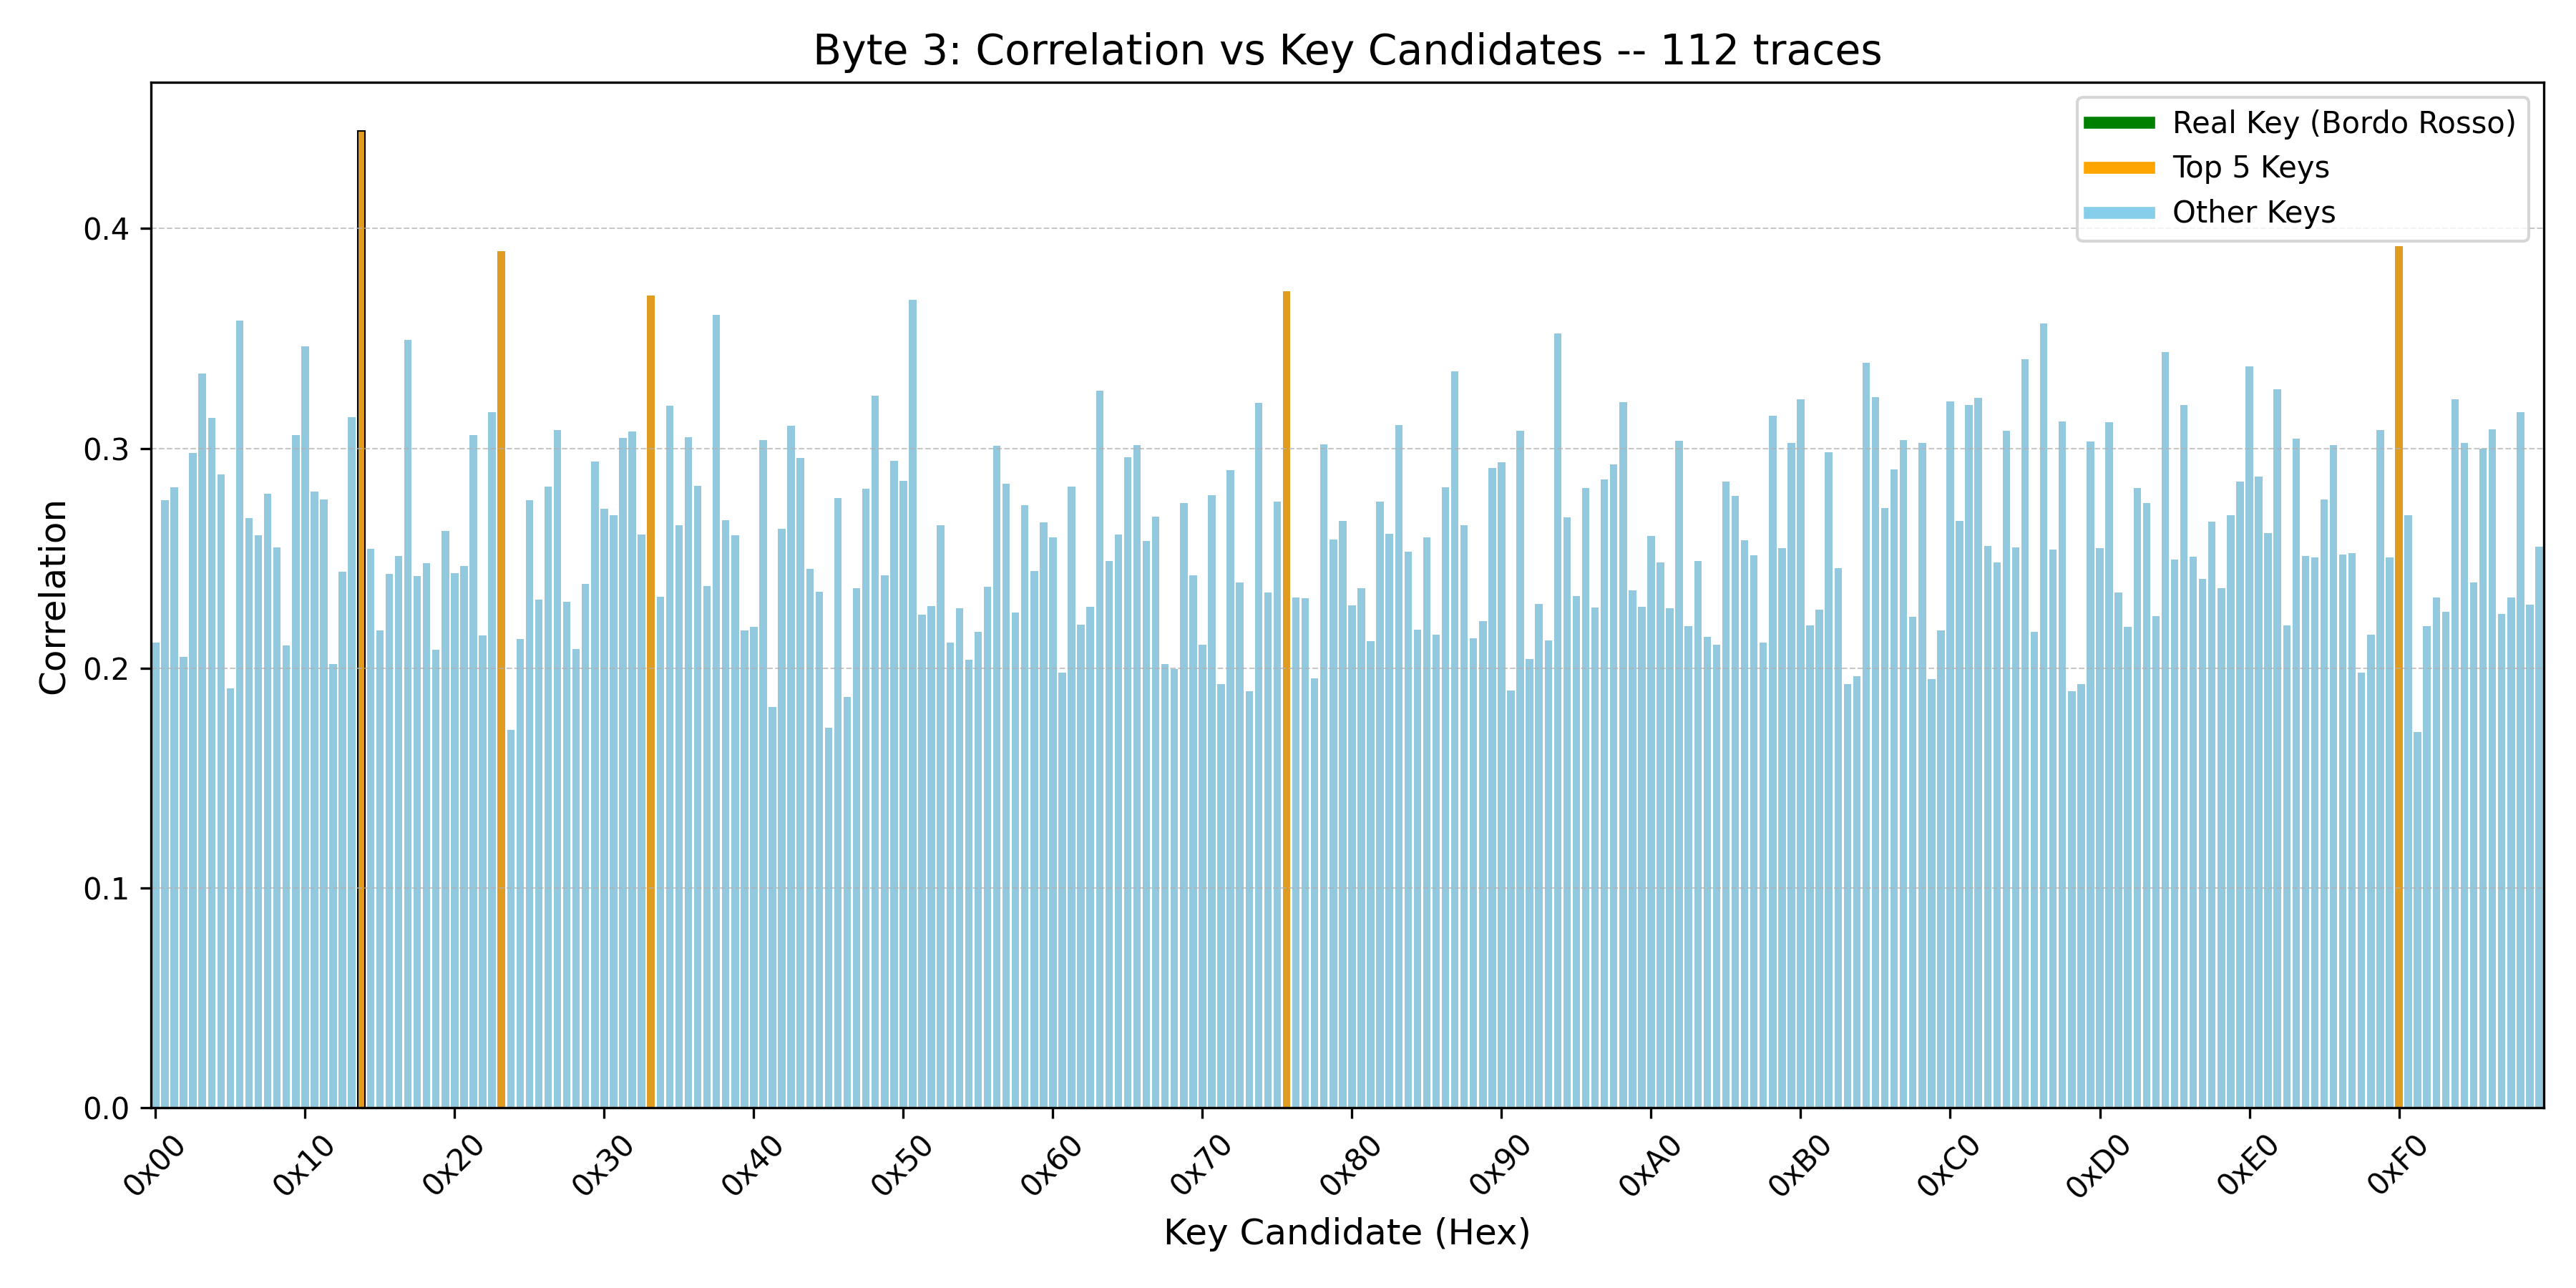 Byte 3: Correlation vs Key Candidates -- 112 traces
Real Key (Bordo Rosso)
Top 5 Keys
Other Keys
Correlation
0.4
0.3
0.2
0.1
0.0
0x00 0x10 0x20 0x30 0x40 0x50 0x60 0x70 0x80 0x90 0xA0 0xB0 0xC0 0xD0 0xE0 0xF0
Key Candidate (Hex)